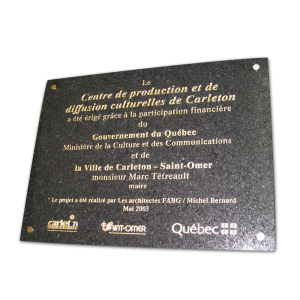 Le
Centre de production et de
diffusion culturelles de Carleton
a été érigé grâce à la participation financière
du
Gouvernement du Québec
Ministère de la Culture et des Communications
et de
la Ville de Carleton – Saint-Omer
monsieur Marc Tétreault
maire
Le projet a été réalisé par Les architectes FABG / Michel Bernard
Mai 2003
Carleton Saint-Omer Québec